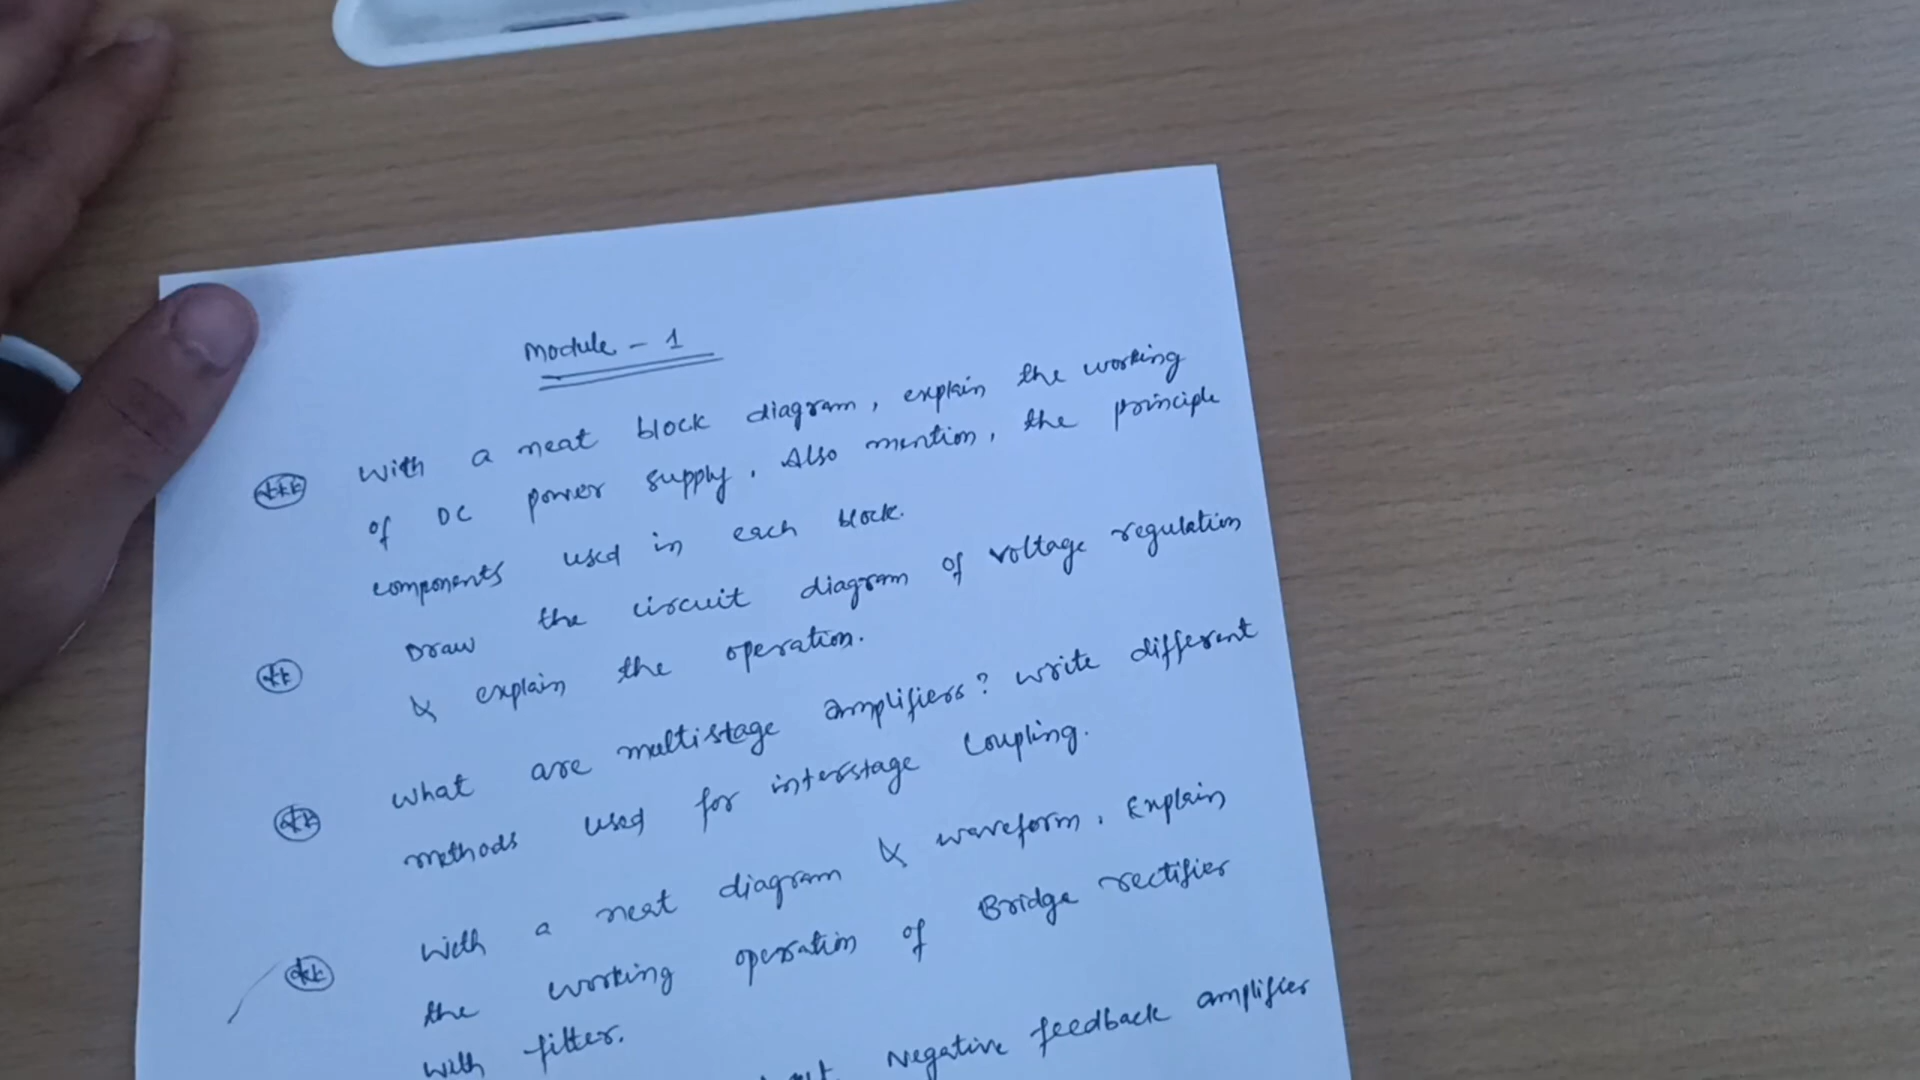 Module - 1
*** With a neat block diagram, explain the working
of DC power supply. Also mention, the principle
components used in each block.
** Draw the circuit diagram of voltage regulation
& explain the operation.
** What are multistage amplifiers? write different
methods used for interstage coupling.
** With a neat diagram & waveform. Explain
the working operation of Bridge rectifier
with filter.
Negative feedback amplifier